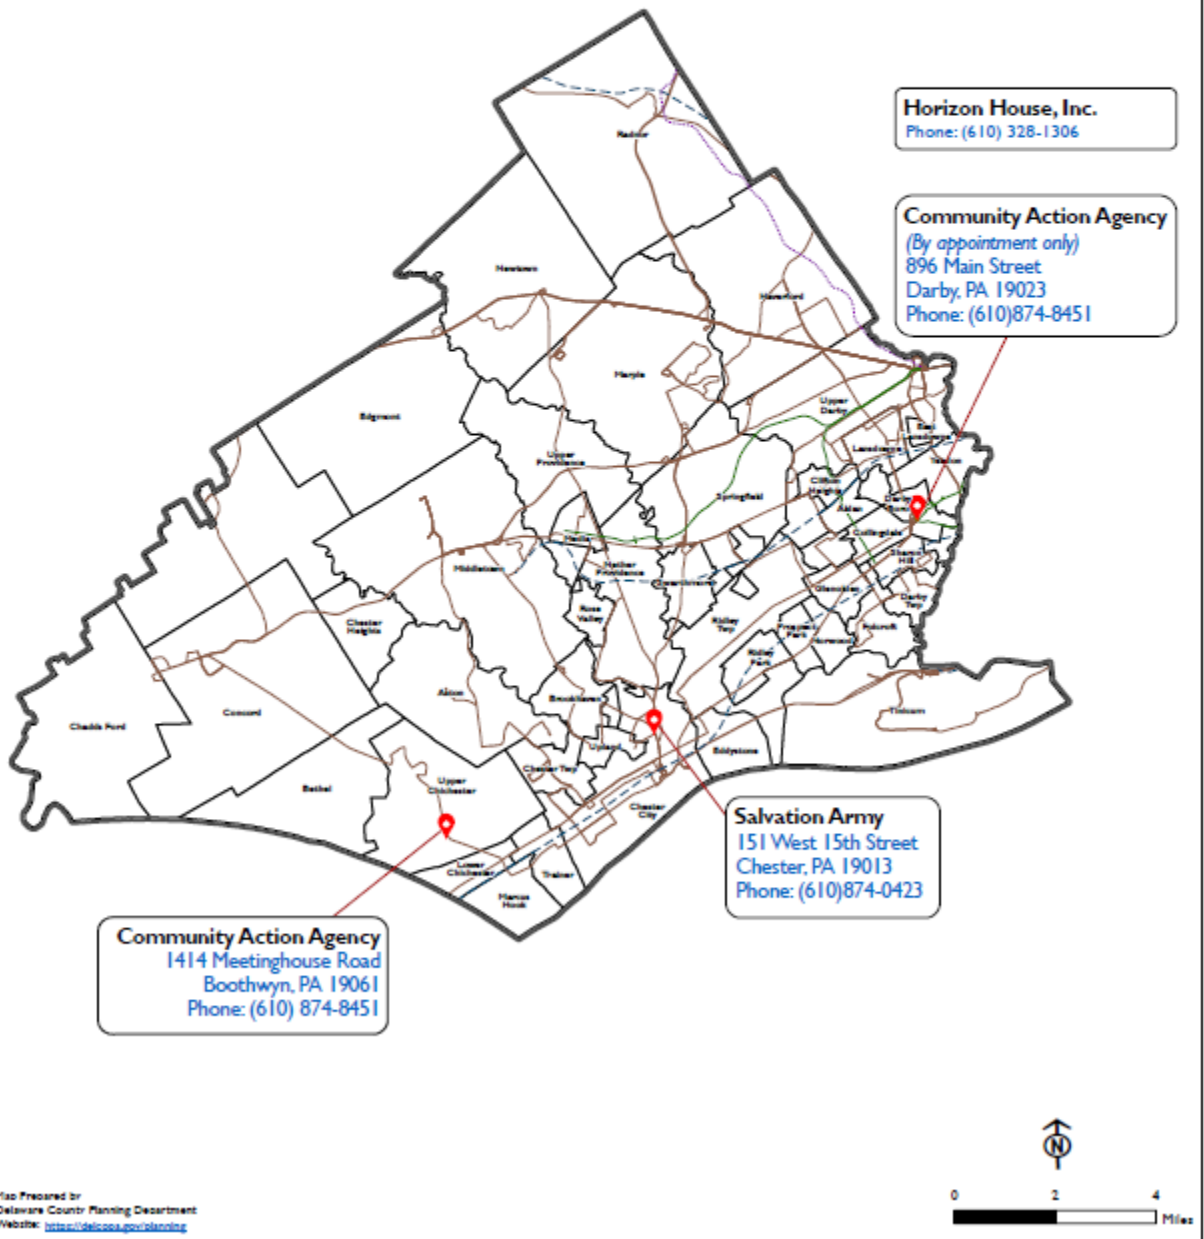 Radnor
Horizon House, Inc.
Phone: (610) 328-1306
Community Action Agency
(By appointment only)
896 Main Street
Darby, PA 19023
Phone: (610)874-8451
Newtown
Haverford
Marple
Edgmont
Upper
Darby
East
Lansdowne
Lansdowne
Yeadon
Upper
Providence
Clifton
Heights
Springfield
Aldan
Darby
Boro
Collingdale
Media
Sharon
Hill
Middletown
Nether
Providence
Swarthmore
Glenolden
Darby
Twp
Rose
Valley
Chester
Heights
Ridley
Twp
Prospect
Park
Norwood
Folcroft
Ridley
Park
Aston
Brookhaven
Tinicum
Concord
Chadds Ford
Upland
Eddystone
Chester Twp
Upper
Chichester
Bethel
Chester
City
Salvation Army
151 West 15th Street
Chester, PA 19013
Phone: (610)874-0423
Lower
Chichester
Trainer
Marcus
Hook
Community Action Agency
1414 Meetinghouse Road
Boothwyn, PA 19061
Phone: (610) 874-8451
N
0 2 4
Miles
Map Prepared by
Delaware County Planning Department
Website: https://delcopa.gov/planning